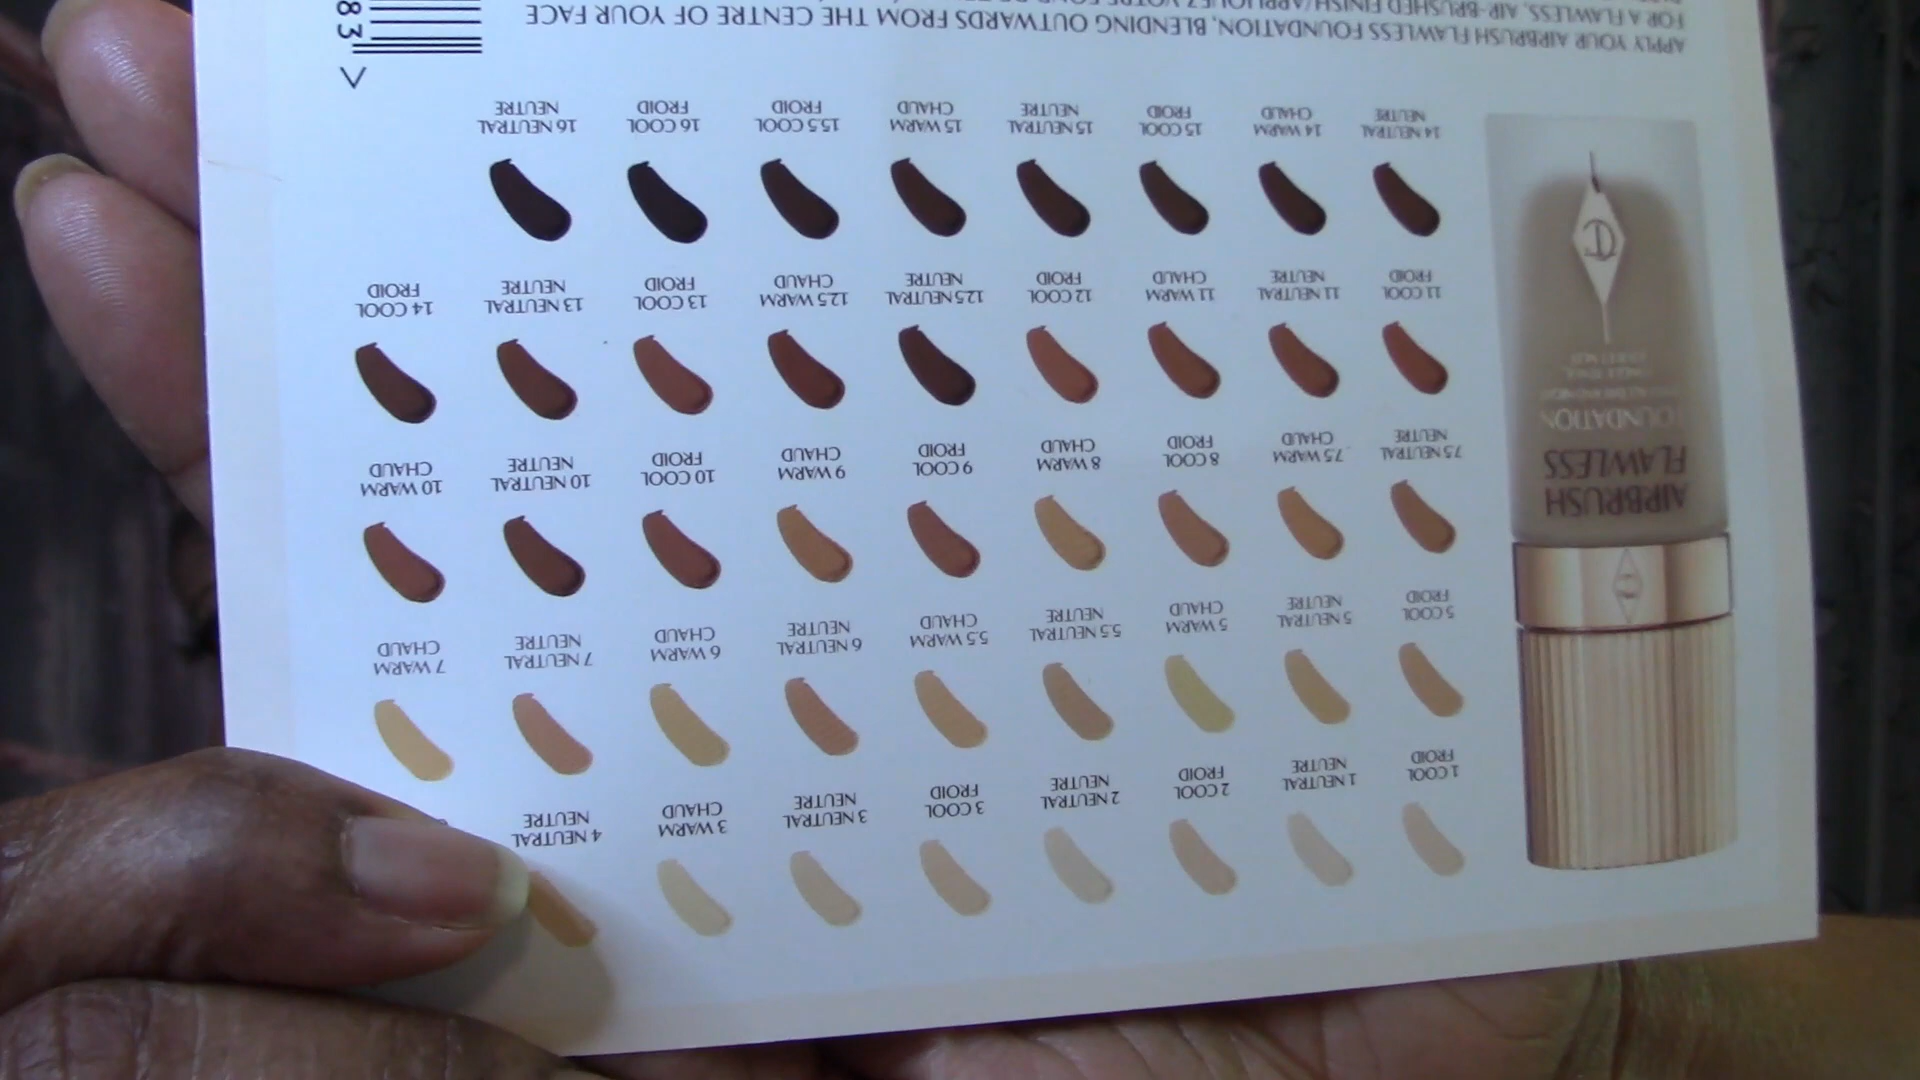 1 COOL 1 NEUTRAL 2 COOL 2 NEUTRAL 3 COOL 3 NEUTRAL 3 WARM 4 NEUTRAL
FROID NEUTRE FROID NEUTRE FROID NEUTRE CHAUD NEUTRE
5 COOL 5 NEUTRAL 5 WARM 5.5 NEUTRAL 5.5 WARM 6 NEUTRAL 6 WARM 7 NEUTRAL 7 WARM
FROID NEUTRE CHAUD NEUTRE CHAUD NEUTRE CHAUD NEUTRE CHAUD
7.5 NEUTRAL 7.5 WARM 8 COOL 8 WARM 9 COOL 9 WARM 10 COOL 10 NEUTRAL 10 WARM
NEUTRE CHAUD FROID CHAUD FROID CHAUD FROID NEUTRE CHAUD
11 COOL 11 NEUTRAL 11 WARM 12 COOL 12.5 NEUTRAL 12.5 WARM 13 COOL 13 NEUTRAL 14 COOL
FROID NEUTRE CHAUD FROID NEUTRE CHAUD FROID NEUTRE FROID
14 NEUTRAL 14 WARM 15 COOL 15 NEUTRAL 15 WARM 15.5 COOL 16 COOL 16 NEUTRAL
NEUTRE CHAUD FROID NEUTRE CHAUD FROID FROID NEUTRE
AIRBRUSH
FLAWLESS
FOUNDATION
APPLY YOUR AIRBRUSH FLAWLESS FOUNDATION, BLENDING OUTWARDS FROM THE CENTRE OF YOUR FACE
FOR A FLAWLESS, AIR-BRUSHED FINISH/APPLIQUEZ VOTRE
83 >